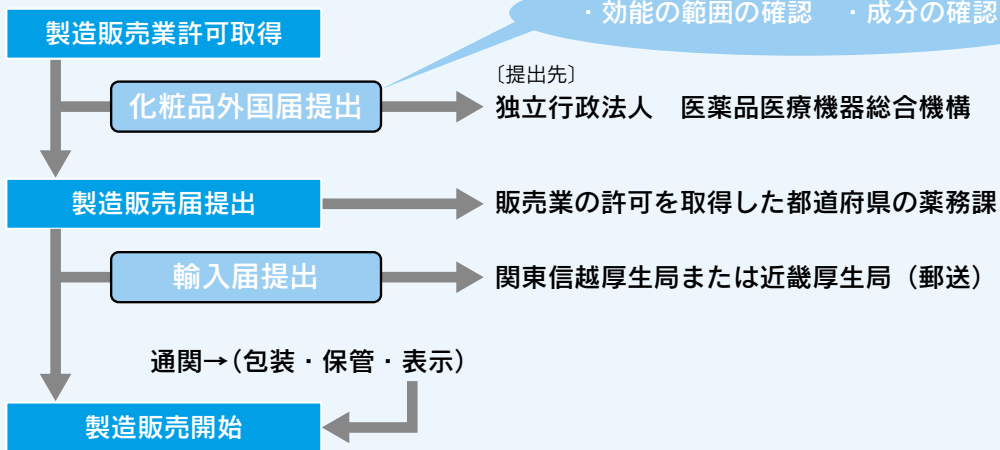 ・効能の範囲の確認　・成分の確認
製造販売業許可取得
〔提出先〕
化粧品外国届提出
独立行政法人　医薬品医療機器総合機構
製造販売届提出
販売業の許可を取得した都道府県の薬務課
輸入届提出
関東信越厚生局または近畿厚生局（郵送）
通関→（包装・保管・表示）
製造販売開始